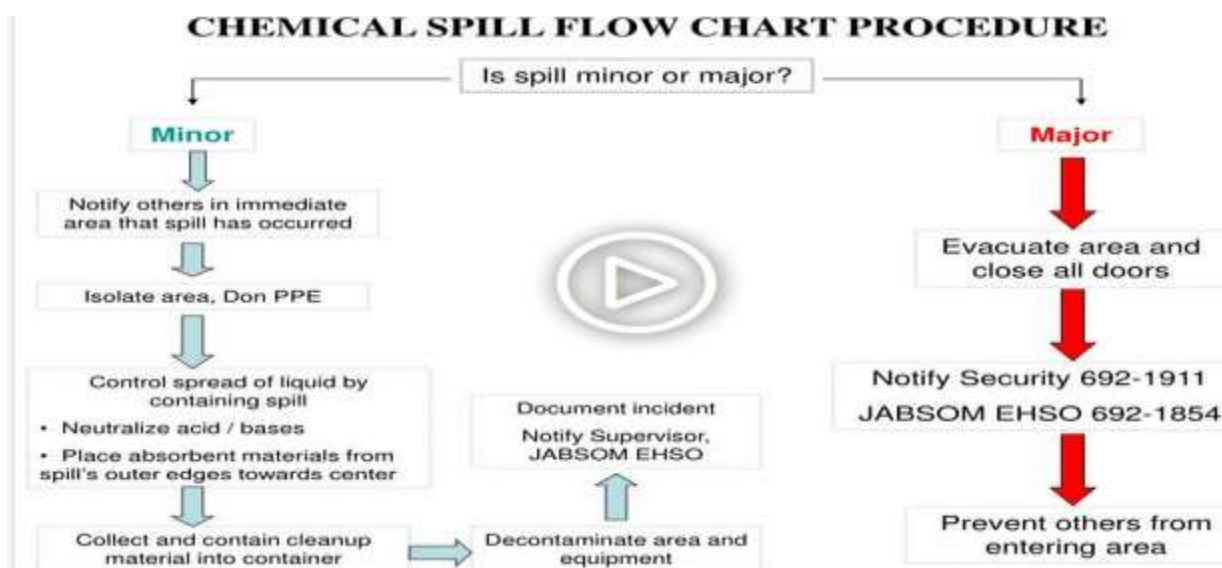 CHEMICAL SPILL FLOW CHART PROCEDURE
Is spill minor or major?
Minor
Notify others in immediate
area that spill has occurred
Isolate area, Don PPE
Control spread of liquid by
containing spill
• Neutralize acid / bases
• Place absorbent materials from
spill's outer edges towards center
Collect and contain cleanup
material into container
Decontaminate area and
equipment
Document incident
Notify Supervisor,
JABSOM EHSO
Major
Evacuate area and
close all doors
Notify Security 692-1911
JABSOM EHSO 692-1854
Prevent others from
entering area